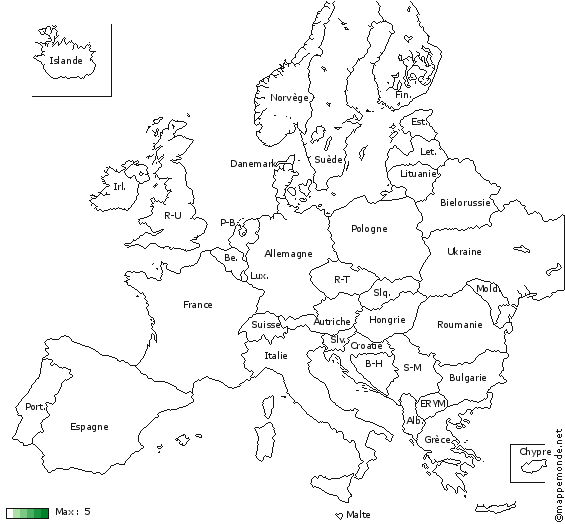 Islande
Norvège
Fin.
Est.
Danemark
Suède
Let.
Lituanie
Irl.
Bielorussie
R-U
P-B
Pologne
Allemagne
Ukraine
Be.
Lux.
R-T
Slq.
Mold.
France
Suisse
Autriche
Hongrie
Roumanie
Slv.
Croatie
Italie
B-H
S-M
Bulgarie
Port.
ERYM
Alb.
Espagne
Grèce
Chypre
Malte
Max: 5
©mappemonde.net